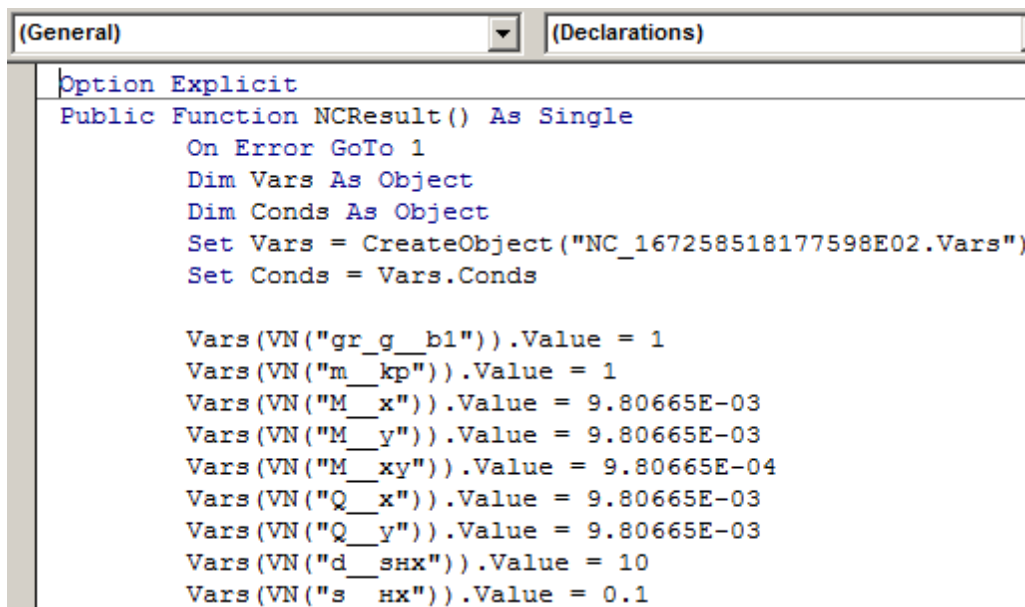 (General) (Declarations)
Option Explicit
Public Function NCResult() As Single
On Error GoTo 1
Dim Vars As Object
Dim Conds As Object
Set Vars = CreateObject("NC_167258518177598E02.Vars")
Set Conds = Vars.Conds
Vars(VN("gr_g__b1")).Value = 1
Vars(VN("m__kp")).Value = 1
Vars(VN("M__x")).Value = 9.80665E-03
Vars(VN("M__y")).Value = 9.80665E-03
Vars(VN("M__xy")).Value = 9.80665E-04
Vars(VN("Q__x")).Value = 9.80665E-03
Vars(VN("Q__y")).Value = 9.80665E-03
Vars(VN("d__sнx")).Value = 10
Vars(VN("s__нx")).Value = 0.1